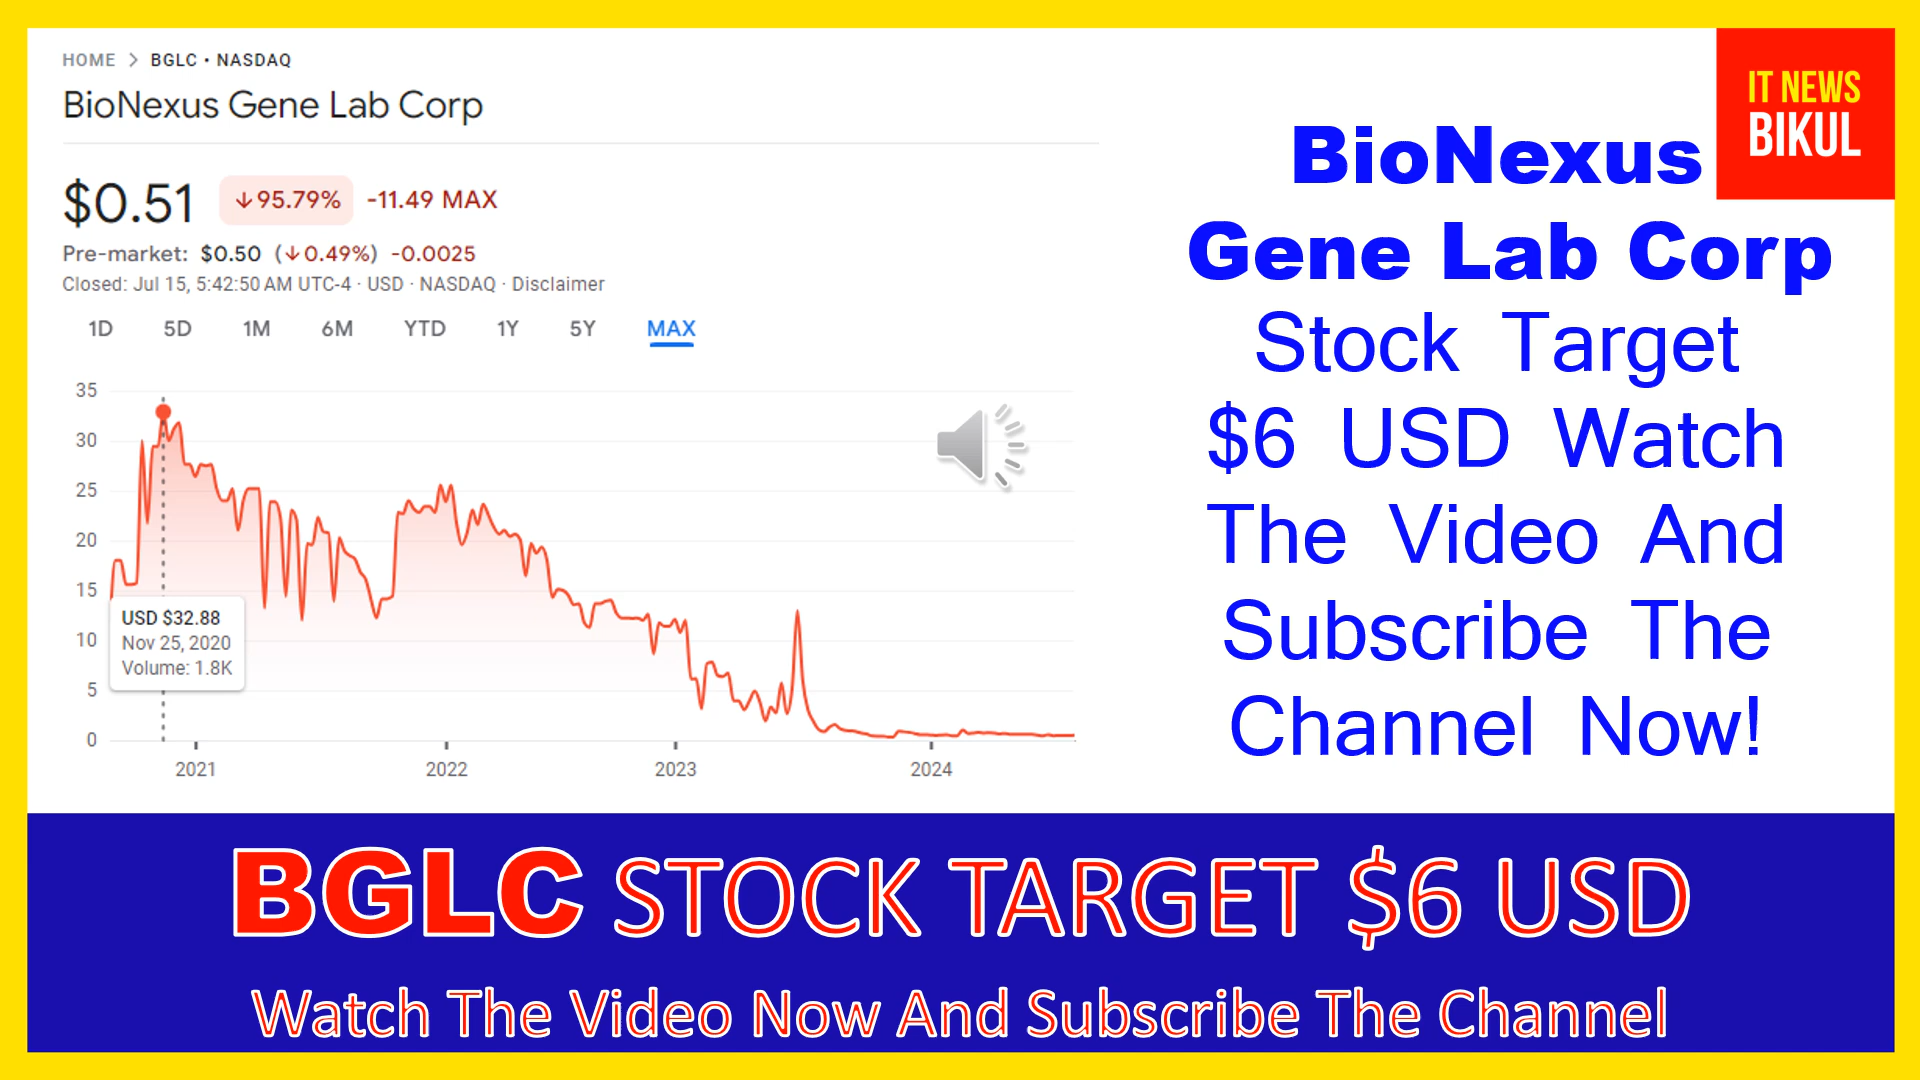 HOME > BGLC • NASDAQ
BioNexus Gene Lab Corp
$0.51 ↓95.79% -11.49 MAX
Pre-market: $0.50 (↓0.49%) -0.0025
Closed: Jul 15, 5:42:50 AM UTC-4 · USD · NASDAQ · Disclaimer
1D 5D 1M 6M YTD 1Y 5Y MAX
35
30
25
20
15
10
5
0
USD $32.88
Nov 25, 2020
Volume: 1.8K
2021 2022 2023 2024
IT NEWS
BIKUL
BioNexus
Gene Lab Corp
Stock Target
$6 USD Watch
The Video And
Subscribe The
Channel Now!
BGLC STOCK TARGET $6 USD
Watch The Video Now And Subscribe The Channel